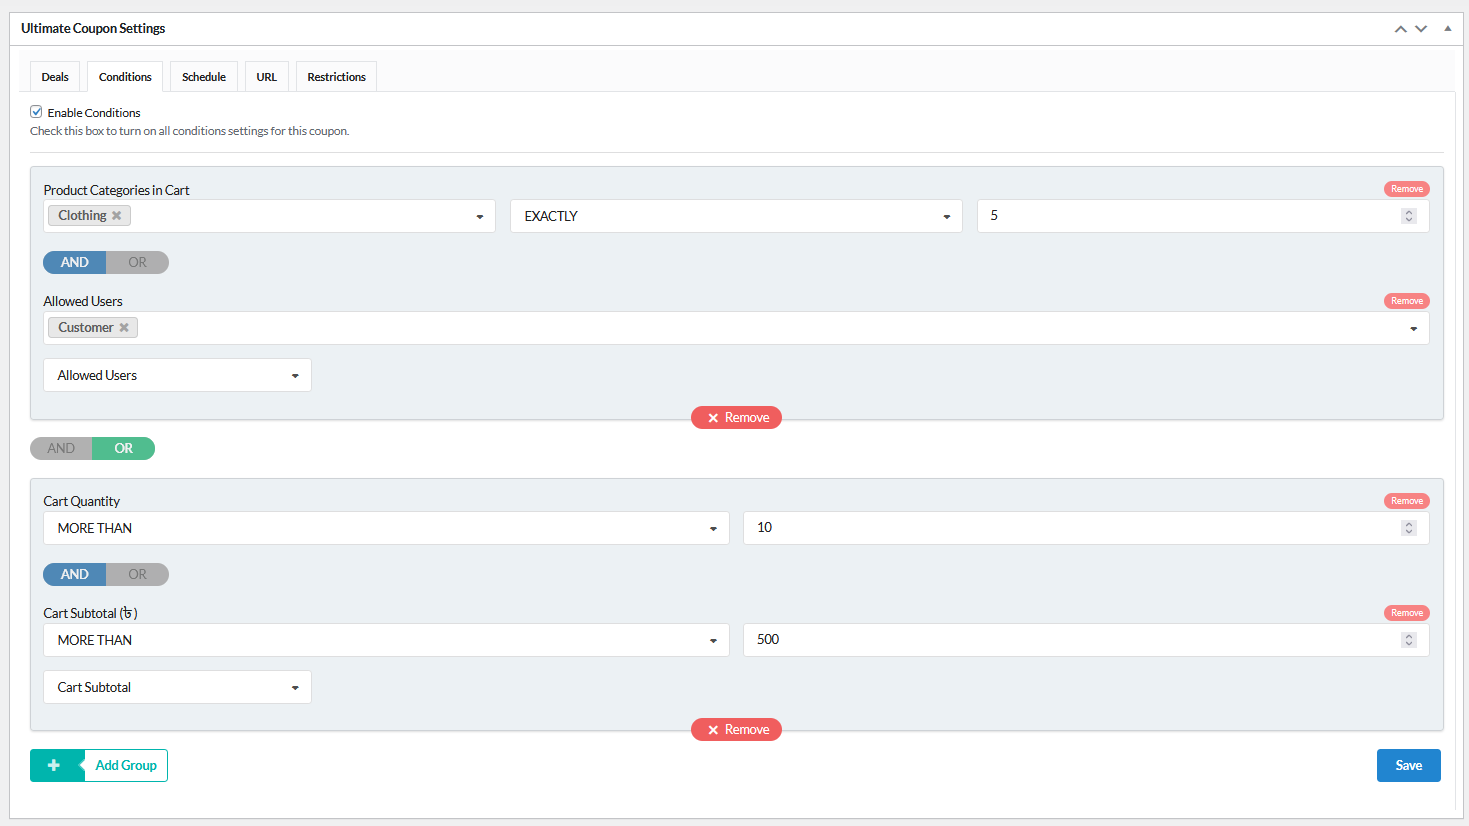 Ultimate Coupon Settings
Deals Conditions Schedule URL Restrictions
Enable Conditions
Check this box to turn on all conditions settings for this coupon.
Product Categories in Cart Remove
Clothing EXACTLY 5
AND OR
Allowed Users Remove
Customer
Allowed Users
Remove
AND OR
Cart Quantity Remove
MORE THAN 10
AND OR
Cart Subtotal (৳) Remove
MORE THAN 500
Cart Subtotal
Remove
Add Group Save